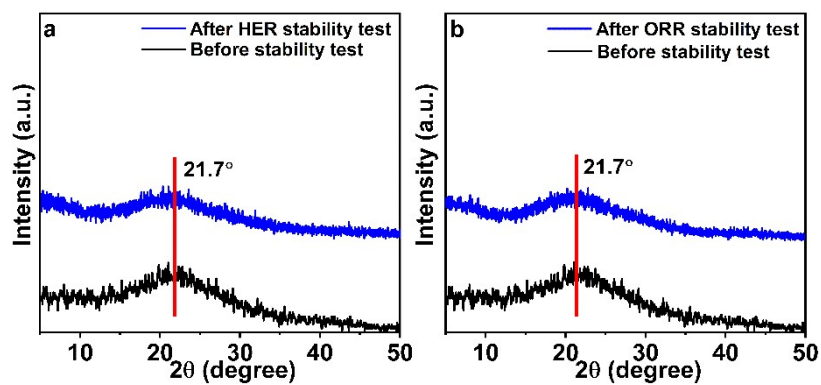 a
After HER stability test
Before stability test
21.7°
Intensity (a.u.)
10 20 30 40 50
2θ (degree)
b
After ORR stability test
Before stability test
21.7°
Intensity (a.u.)
10 20 30 40 50
2θ (degree)